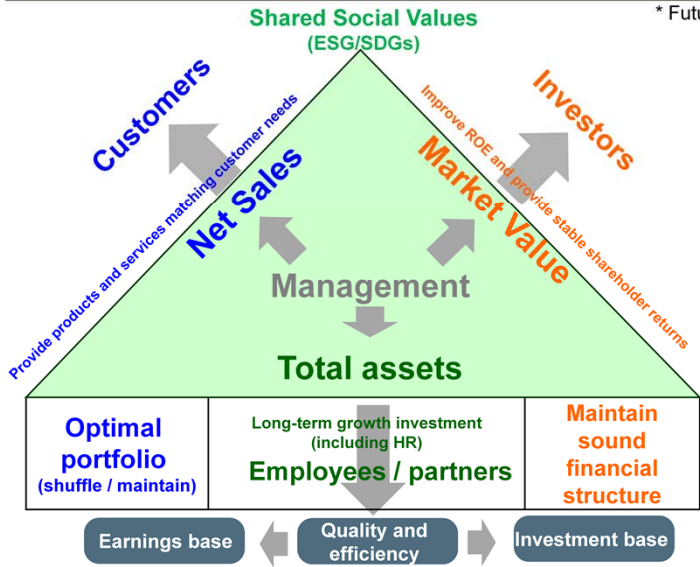 Shared Social Values
(ESG/SDGs)
* Futu
Customers
Investors
Provide products and services matching customer needs
Net Sales
Improve ROE and provide stable shareholder returns
Market Value
Management
Total assets
Optimal
portfolio
(shuffle / maintain)
Long-term growth investment
(including HR)
Employees / partners
Maintain
sound
financial
structure
Earnings base
Quality and
efficiency
Investment base